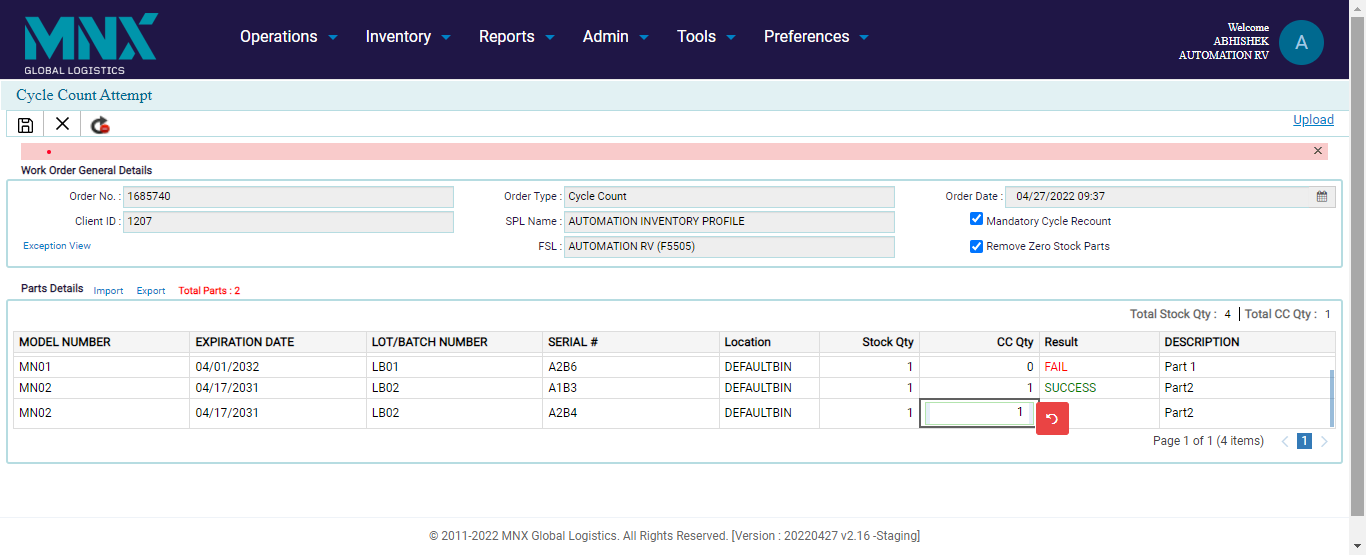 MNX
GLOBAL LOGISTICS
Operations Inventory Reports Admin Tools Preferences
Welcome
ABHISHEK
AUTOMATION RV
A
Cycle Count Attempt
Upload
Work Order General Details
Order No. : 1685740 Order Type : Cycle Count Order Date : 04/27/2022 09:37
Client ID : 1207 SPL Name : AUTOMATION INVENTORY PROFILE Mandatory Cycle Recount
Exception View FSL : AUTOMATION RV (F5505) Remove Zero Stock Parts
Parts Details Import Export Total Parts : 2
Total Stock Qty : 4 Total CC Qty : 1
MODEL NUMBER EXPIRATION DATE LOT/BATCH NUMBER SERIAL # Location Stock Qty CC Qty Result DESCRIPTION
MN01 04/01/2032 LB01 A2B6 DEFAULTBIN 1 0 FAIL Part 1
MN02 04/17/2031 LB02 A1B3 DEFAULTBIN 1 1 SUCCESS Part2
MN02 04/17/2031 LB02 A2B4 DEFAULTBIN 1 1 Part2
Page 1 of 1 (4 items) 1
© 2011-2022 MNX Global Logistics. All Rights Reserved. [Version : 20220427 v2.16 -Staging]